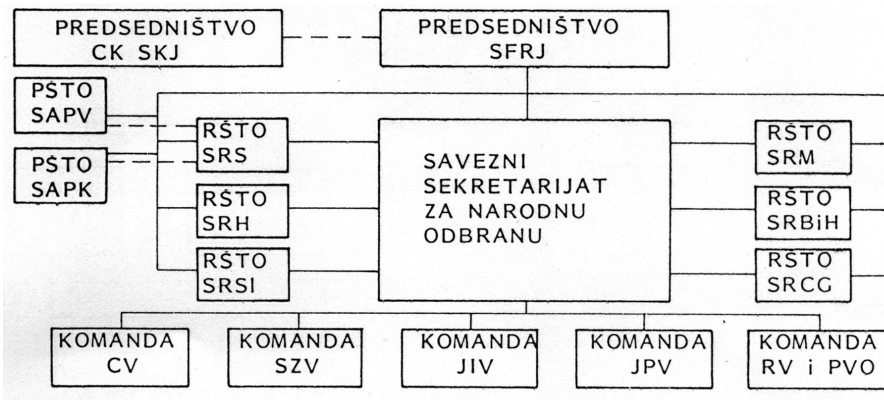 PREDSEDNIŠTVO
CK SKJ
PREDSEDNIŠTVO
SFRJ
PŠTO
SAPV
PŠTO
SAPK
RŠTO
SRS
RŠTO
SRH
RŠTO
SRSl
SAVEZNI
SEKRETARIJAT
ZA NARODNU
ODBRANU
RŠTO
SRM
RŠTO
SRBiH
RŠTO
SRCG
KOMANDA
CV
KOMANDA
SZV
KOMANDA
JIV
KOMANDA
JPV
KOMANDA
RV i PVO